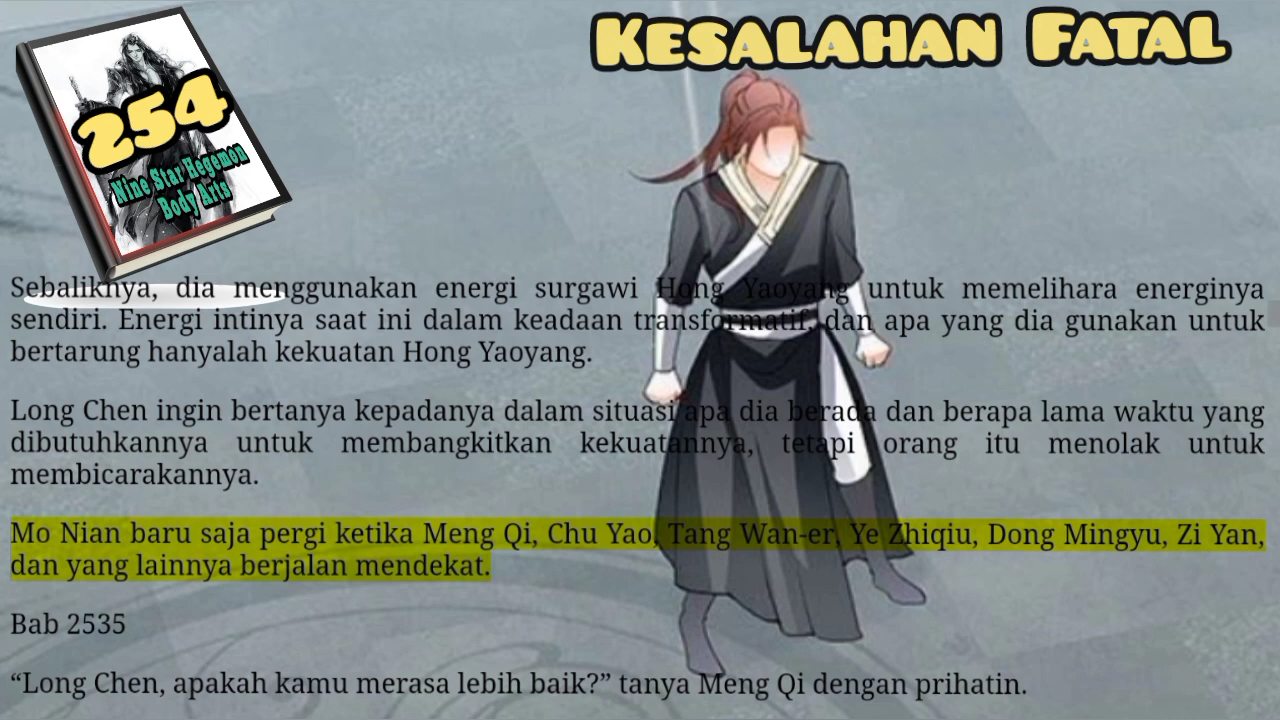 KESALAHAN FATAL
254
Nine Star Hegemon
Body Arts
Sebaliknya, dia menggunakan energi surgawi Hong Yaoyang untuk memelihara energinya
sendiri. Energi intinya saat ini dalam keadaan transformatif, dan apa yang dia gunakan untuk
bertarung hanyalah kekuatan Hong Yaoyang.
Long Chen ingin bertanya kepadanya dalam situasi apa dia berada dan berapa lama waktu yang
dibutuhkannya untuk membangkitkan kekuatannya, tetapi orang itu menolak untuk
membicarakannya.
Mo Nian baru saja pergi ketika Meng Qi, Chu Yao, Tang Wan-er, Ye Zhiqiu, Dong Mingyu, Zi Yan,
dan yang lainnya berjalan mendekat.
Bab 2535
“Long Chen, apakah kamu merasa lebih baik?” tanya Meng Qi dengan prihatin.